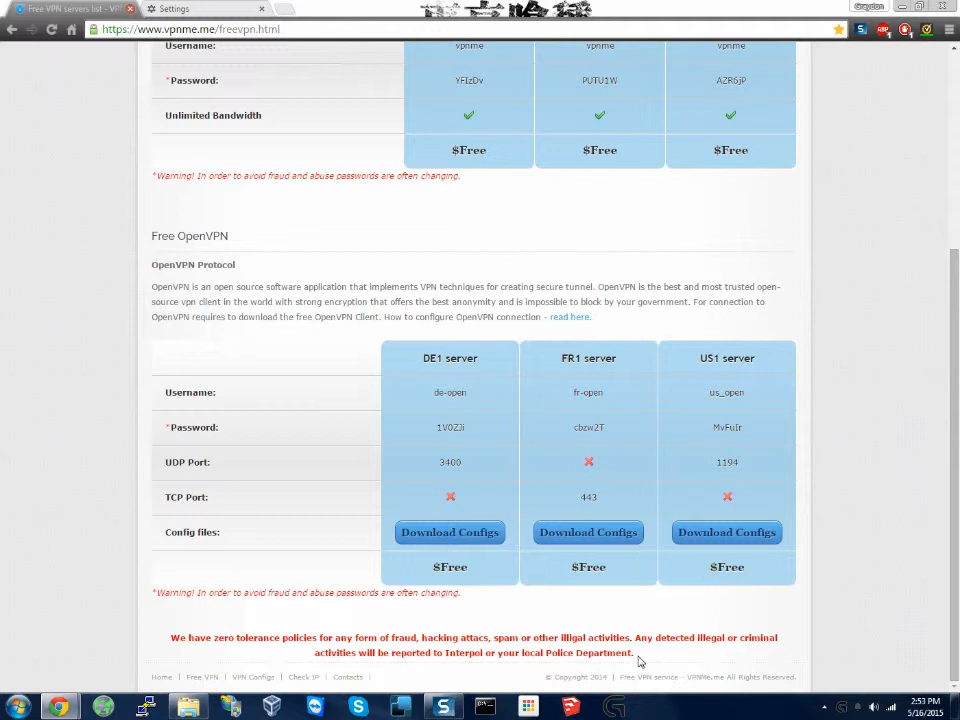 Free VPN servers list - VPN
Settings
Graydon
https://www.vpnme.me/freevpn.html
Username: vpnme vpnme vpnme
*Password: YFIzDv PUTU1W AZR6jP
Unlimited Bandwidth
$Free $Free $Free
*Warning! In order to avoid fraud and abuse passwords are often changing.
Free OpenVPN
OpenVPN Protocol
OpenVPN is an open source software application that implements VPN techniques for creating secure tunnel. OpenVPN is the best and most trusted open-
source vpn client in the world with strong encryption that offers the best anonymity and is impossible to block by your government. For connection to
OpenVPN requires to download the free OpenVPN Client. How to configure OpenVPN connection - read here.
DE1 server FR1 server US1 server
Username: de-open fr-open us_open
*Password: 1V0ZJi cbzw2T MvFuIr
UDP Port: 3400 1194
TCP Port: 443
Config files: Download Configs Download Configs Download Configs
$Free $Free $Free
*Warning! In order to avoid fraud and abuse passwords are often changing.
We have zero tolerance policies for any form of fraud, hacking attacs, spam or other illigal activities. Any detected illegal or criminal
activities will be reported to Interpol or your local Police Department.
Home | Free VPN | VPN Configs | Check IP | Contacts |
© Copyright 2014 | Free VPN service - VPNMe.me All Rights Reserved.
2:53 PM
5/16/2015